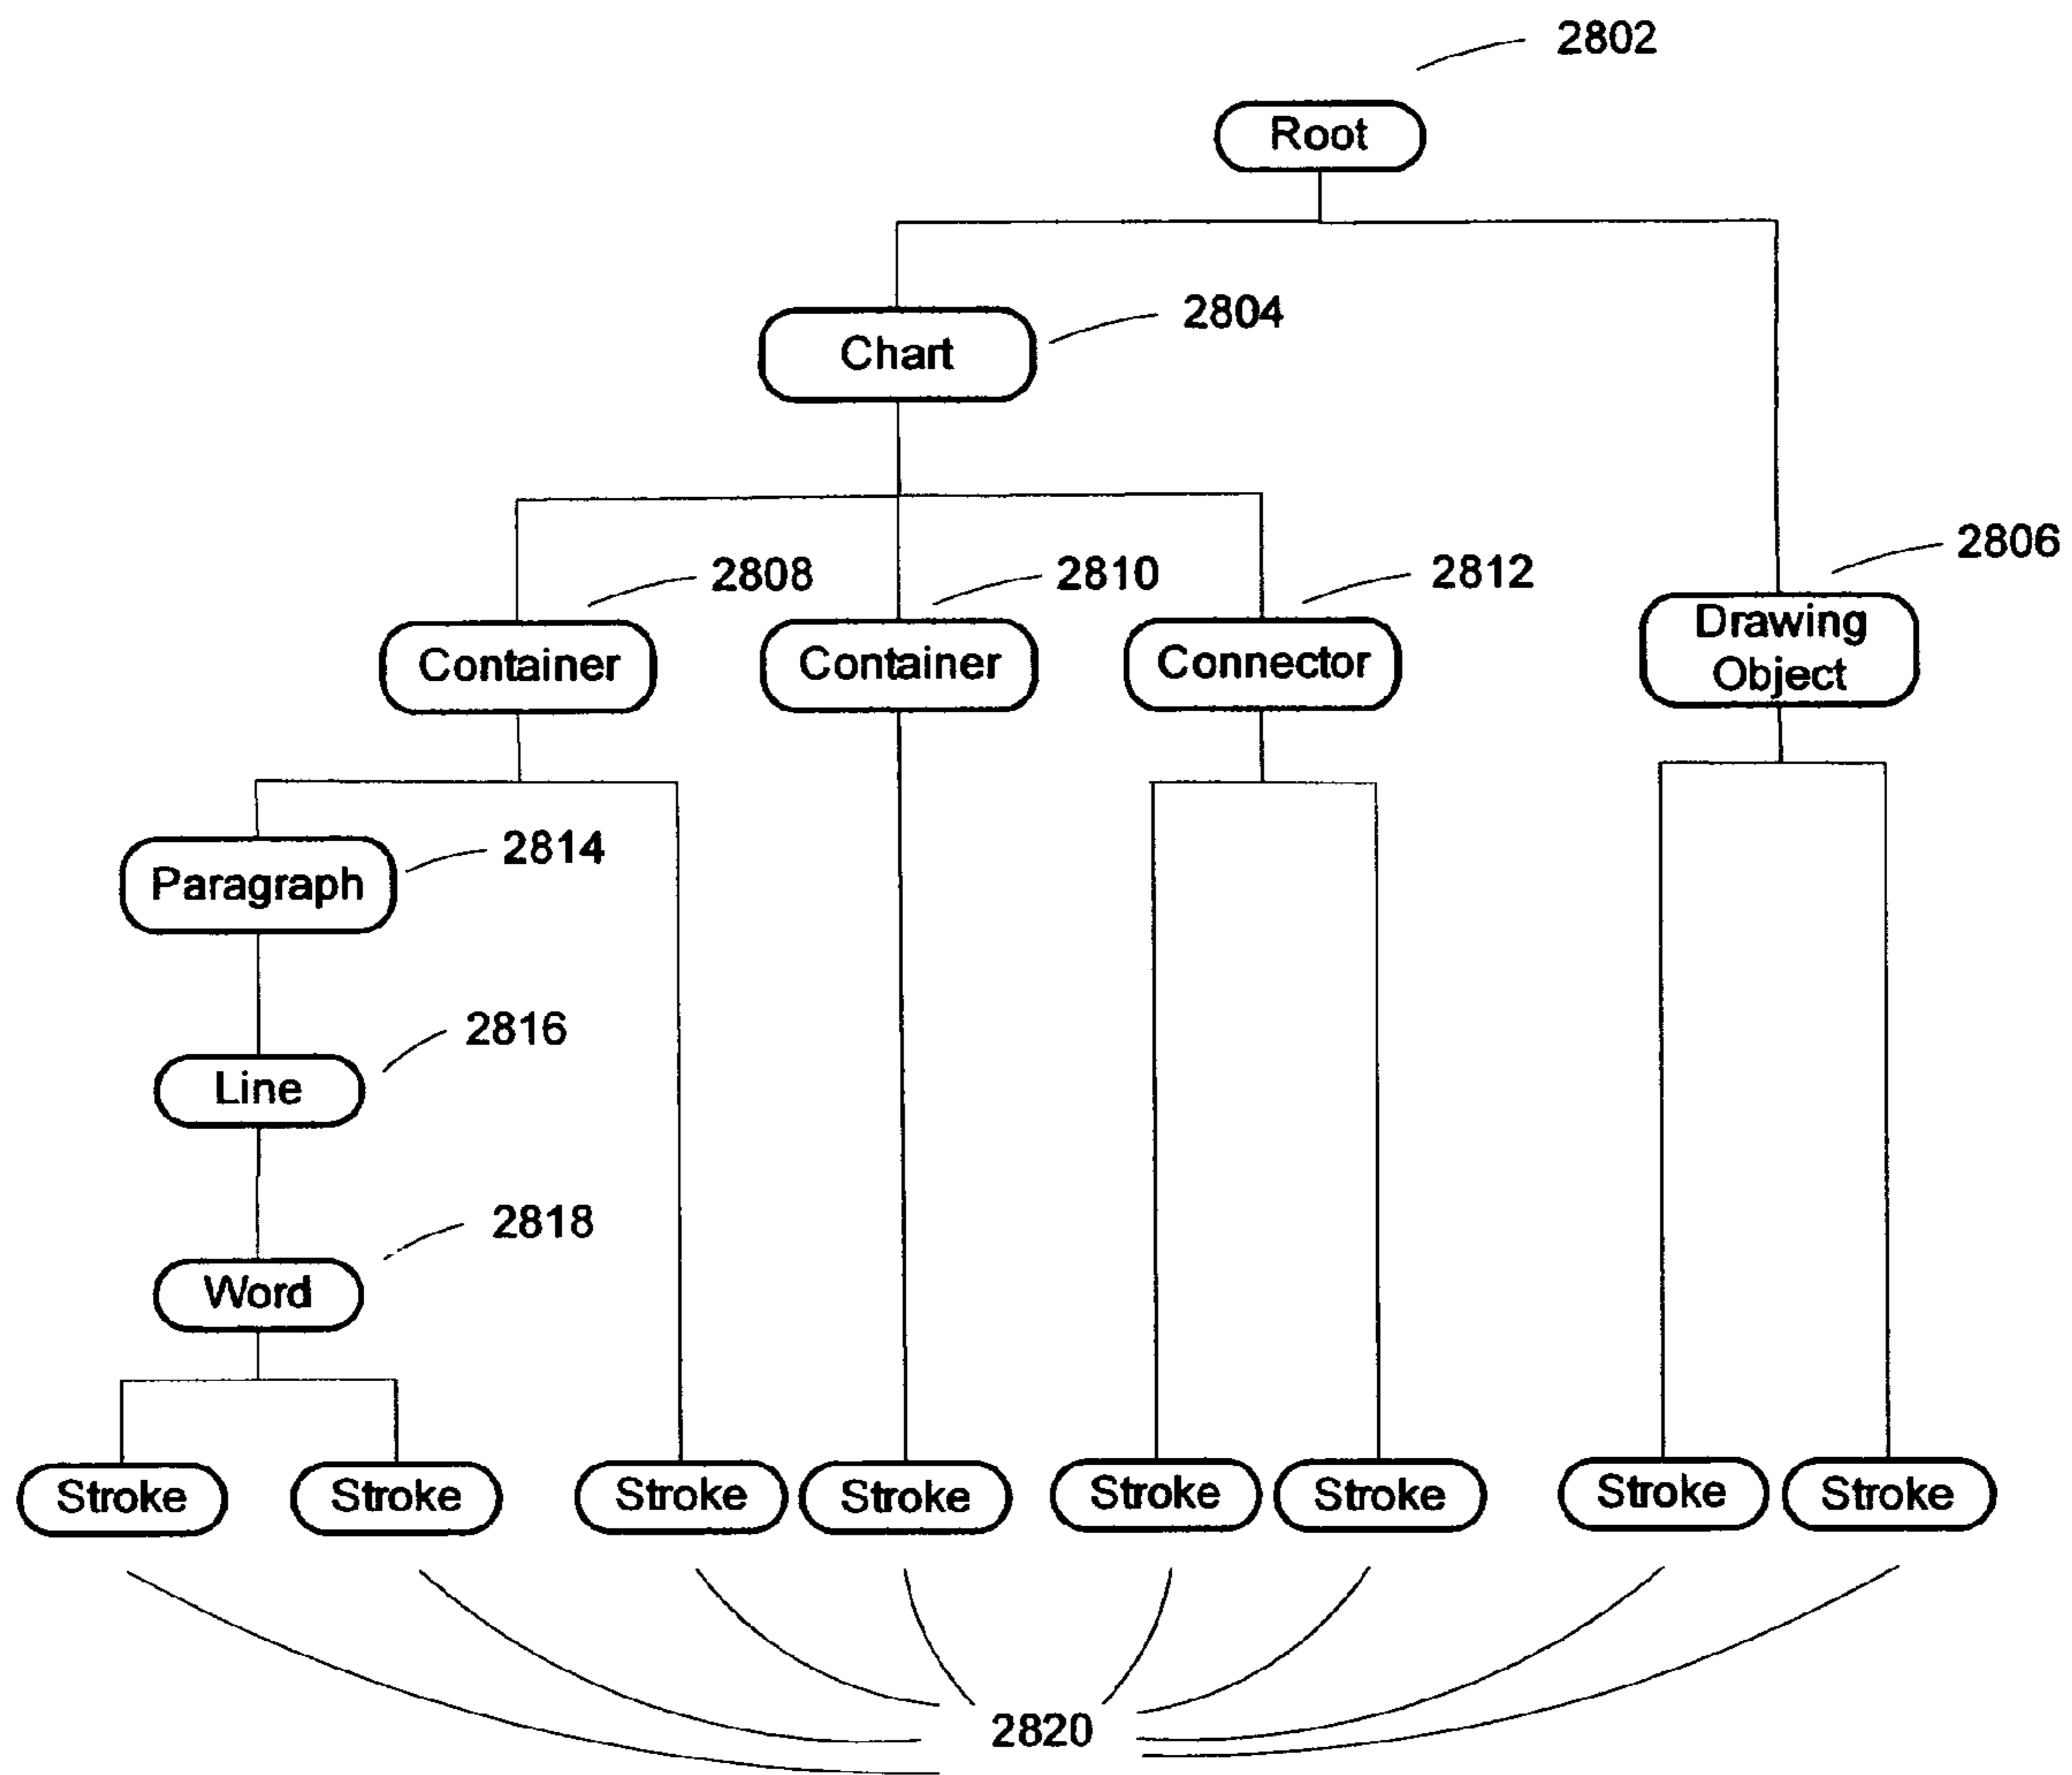 2802
Root
2804
Chart
2806
2808
2810
2812
Drawing
Object
Container
Container
Connector
2814
Paragraph
2816
Line
2818
Word
Stroke
Stroke
Stroke
Stroke
Stroke
Stroke
Stroke
Stroke
2820